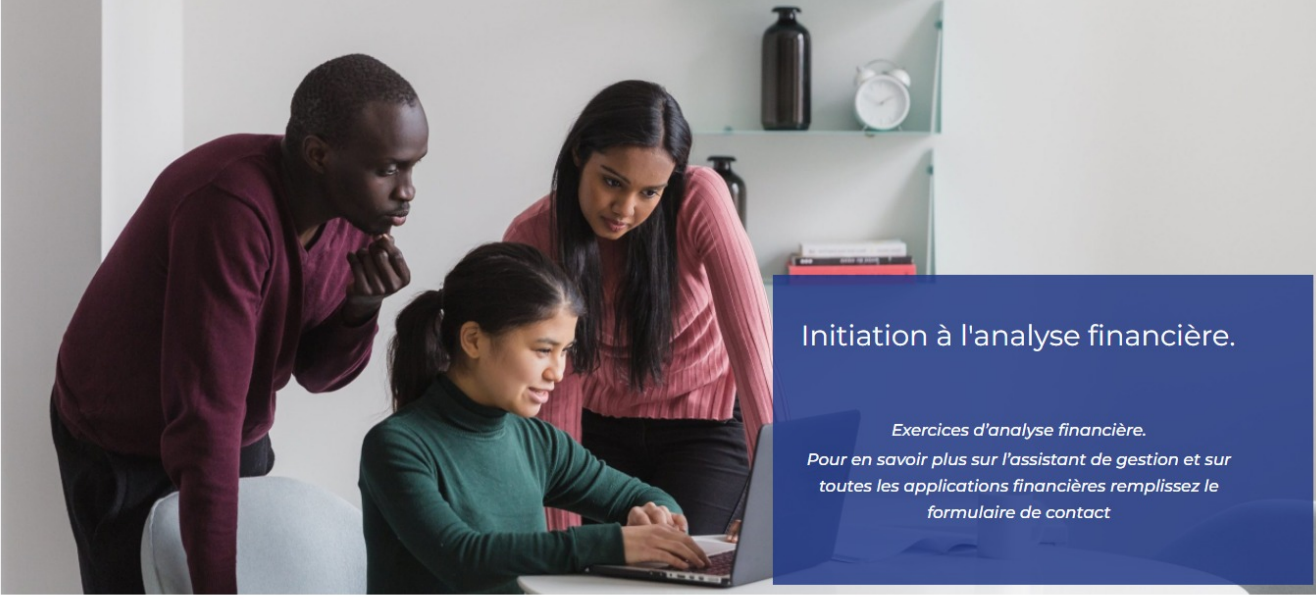 Initiation à l'analyse financière.
Exercices d’analyse financière.
Pour en savoir plus sur l’assistant de gestion et sur
toutes les applications financières remplissez le
formulaire de contact